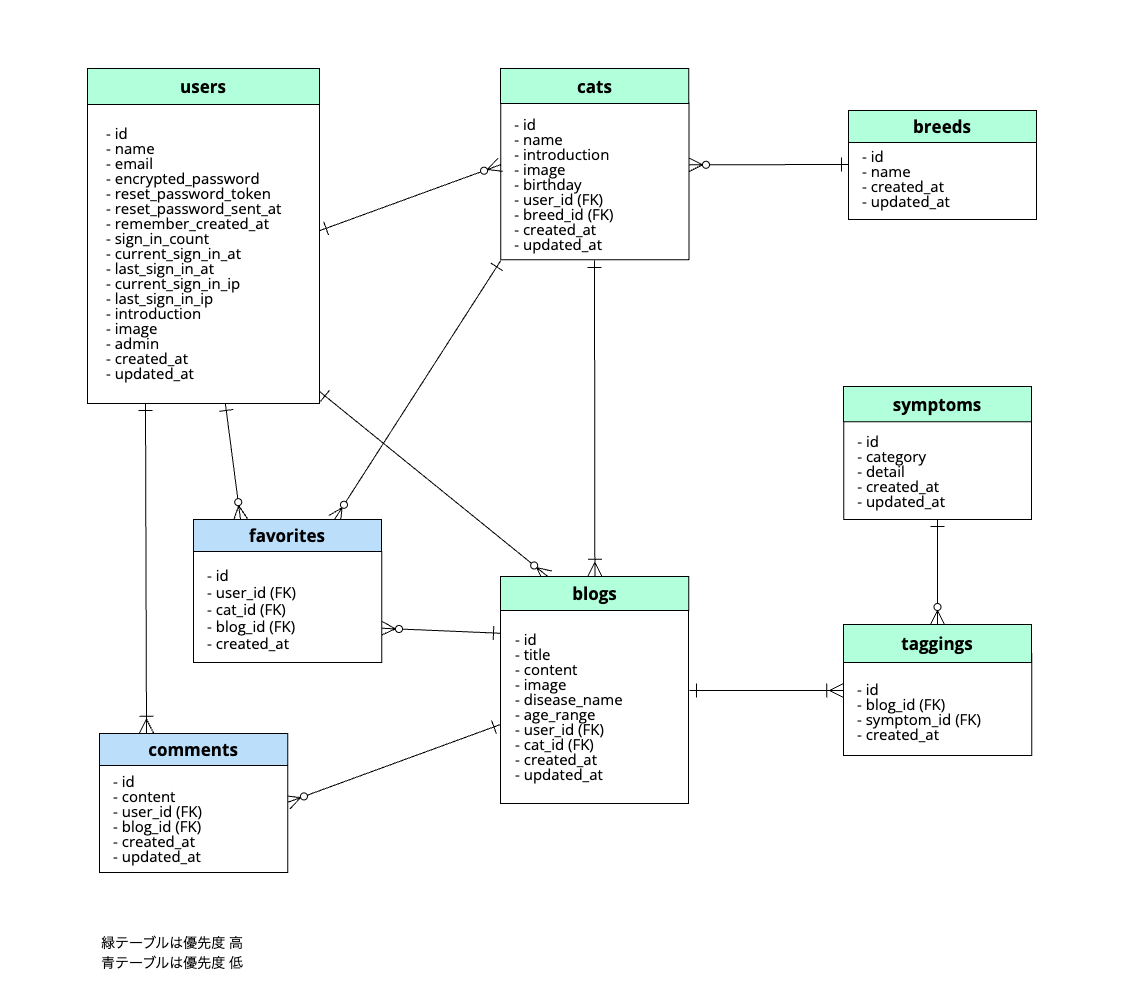 users
- id
- name
- email
- encrypted_password
- reset_password_token
- reset_password_sent_at
- remember_created_at
- sign_in_count
- current_sign_in_at
- last_sign_in_at
- current_sign_in_ip
- last_sign_in_ip
- introduction
- image
- admin
- created_at
- updated_at
cats
- id
- name
- introduction
- image
- birthday
- user_id (FK)
- breed_id (FK)
- created_at
- updated_at
breeds
- id
- name
- created_at
- updated_at
symptoms
- id
- category
- detail
- created_at
- updated_at
favorites
- id
- user_id (FK)
- cat_id (FK)
- blog_id (FK)
- created_at
blogs
- id
- title
- content
- image
- disease_name
- age_range
- user_id (FK)
- cat_id (FK)
- created_at
- updated_at
taggings
- id
- blog_id (FK)
- symptom_id (FK)
- created_at
comments
- id
- content
- user_id (FK)
- blog_id (FK)
- created_at
- updated_at
緑テーブルは優先度 高
青テーブルは優先度 低